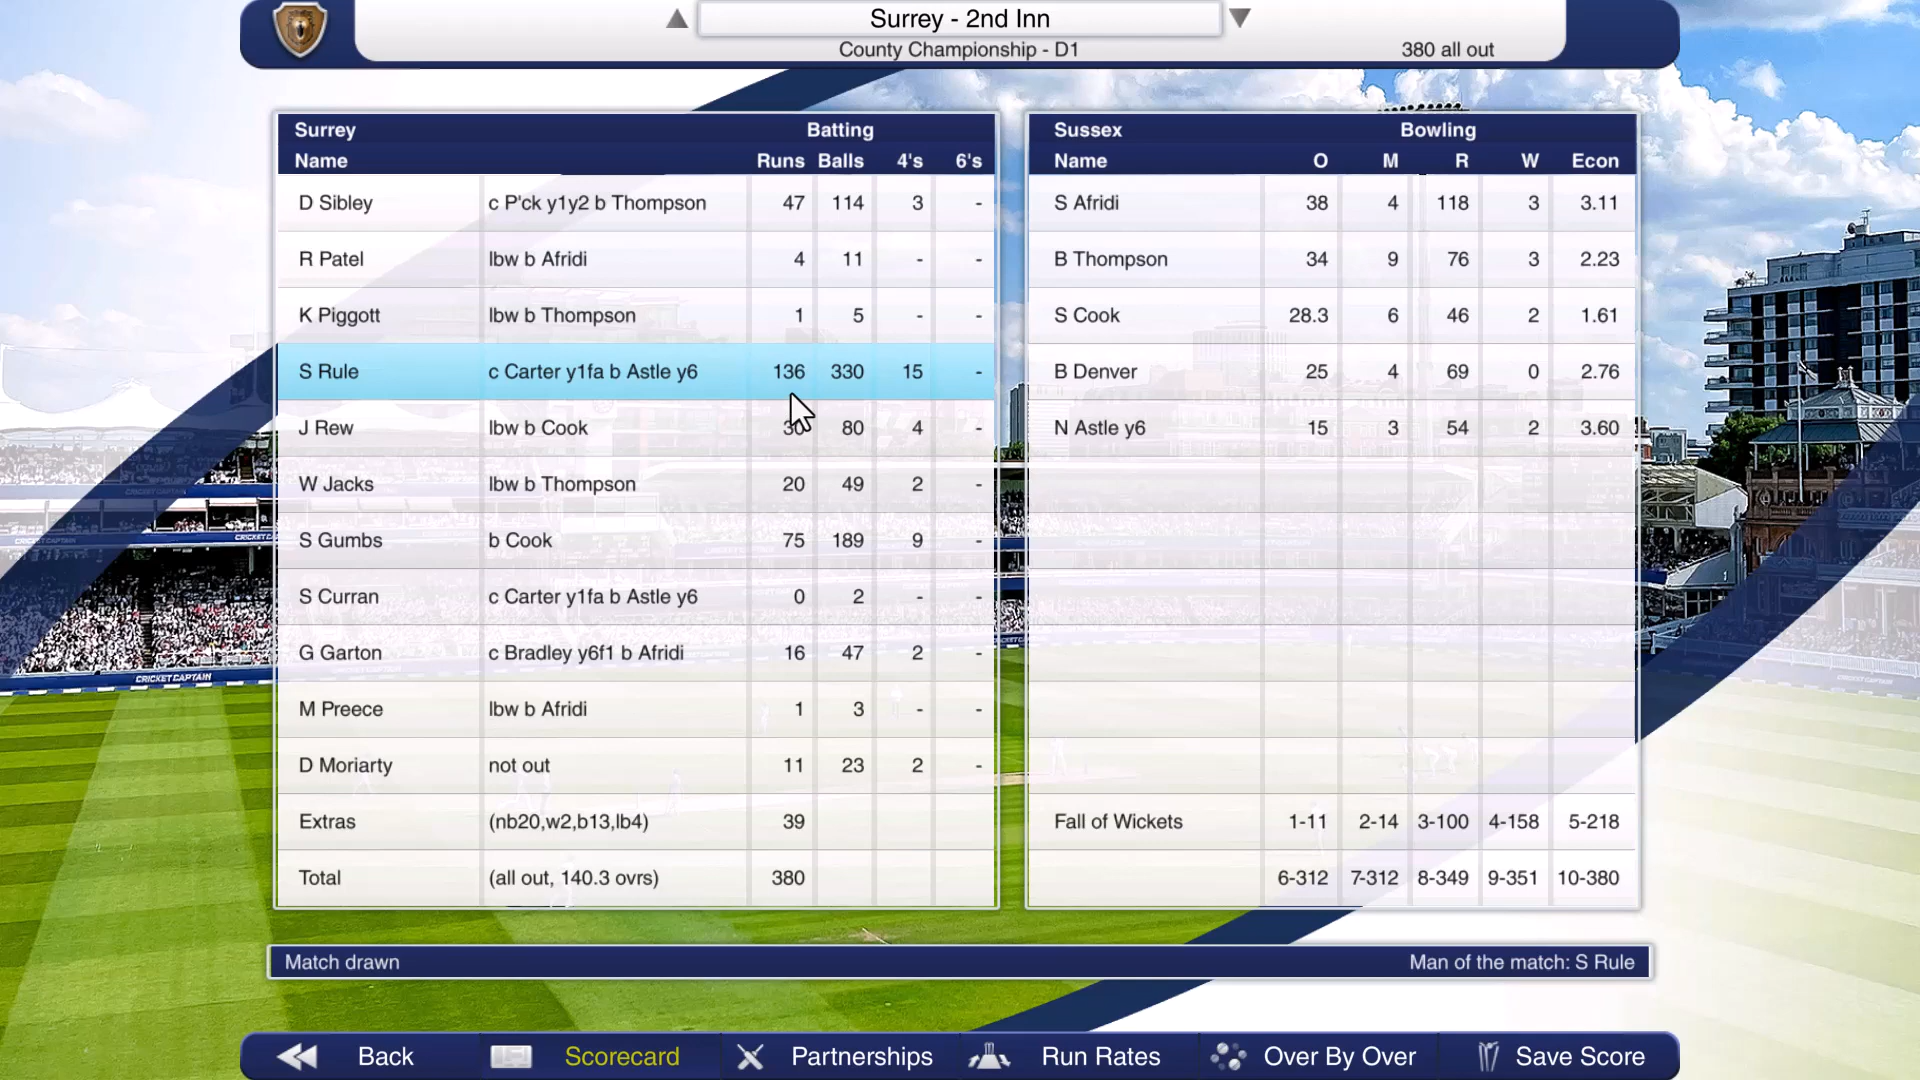 Surrey - 2nd Inn
County Championship - D1
380 all out
Surrey Batting
Name Runs Balls 4's 6's
D Sibley c P'ck y1y2 b Thompson 47 114 3 -
R Patel lbw b Afridi 4 11 - -
K Piggott lbw b Thompson 1 5 - -
S Rule c Carter y1fa b Astle y6 136 330 15 -
J Rew lbw b Cook 30 80 4 -
W Jacks lbw b Thompson 20 49 2 -
S Gumbs b Cook 75 189 9 -
S Curran c Carter y1fa b Astle y6 0 2 - -
G Garton c Bradley y6f1 b Afridi 16 47 2 -
M Preece lbw b Afridi 1 3 - -
D Moriarty not out 11 23 2 -
Extras (nb20,w2,b13,lb4) 39
Total (all out, 140.3 ovrs) 380
Sussex Bowling
Name O M R W Econ
S Afridi 38 4 118 3 3.11
B Thompson 34 9 76 3 2.23
S Cook 28.3 6 46 2 1.61
B Denver 25 4 69 0 2.76
N Astle y6 15 3 54 2 3.60
Fall of Wickets 1-11 2-14 3-100 4-158 5-218
6-312 7-312 8-349 9-351 10-380
CRICKET CAPTAIN
Match drawn
Man of the match: S Rule
Back Scorecard Partnerships Run Rates Over By Over Save Score